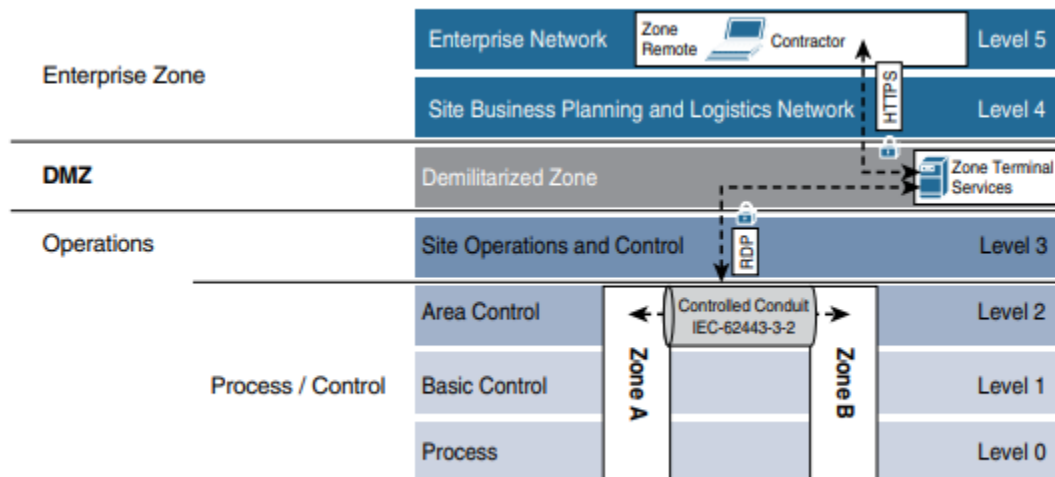 Enterprise Network
Zone
Remote
Contractor
Level 5
Enterprise Zone
HTTPS
Site Business Planning and Logistics Network
Level 4
DMZ
Demilitarized Zone
Zone Terminal
Services
Operations
Site Operations and Control
RDP
Level 3
Area Control
Controlled Conduit
IEC-62443-3-2
Level 2
Zone A
Zone B
Process / Control
Basic Control
Level 1
Process
Level 0